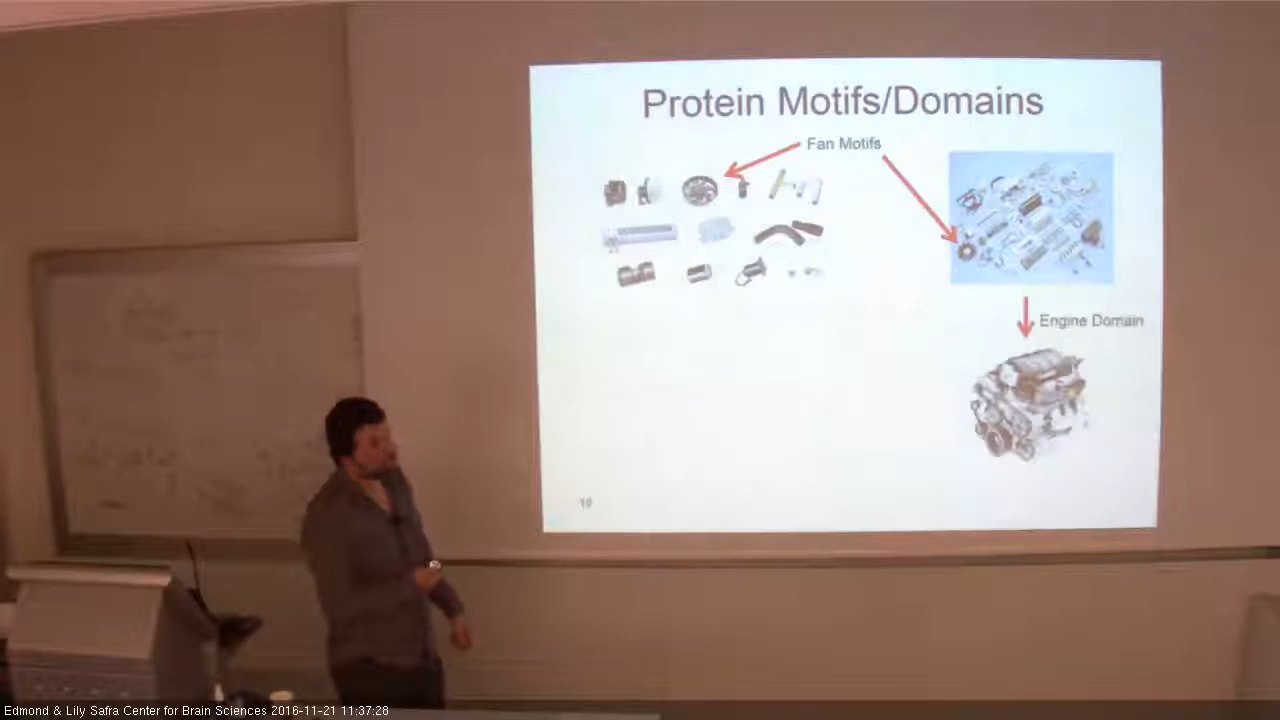 Protein Motifs/Domains
Fan Motifs
Engine Domain
Edmond & Lily Safra Center for Brain Sciences 2016-11-21 11:37:28